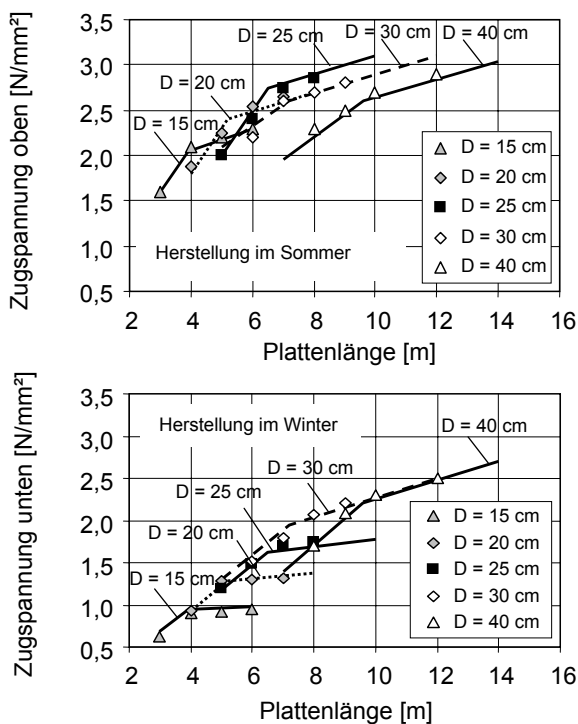 Zugspannung oben [N/mm²]
3,5
3,0
2,5
2,0
1,5
1,0
0,5
D = 25 cm
D = 30 cm
D = 40 cm
D = 20 cm
D = 15 cm
Herstellung im Sommer
D = 15 cm
D = 20 cm
D = 25 cm
D = 30 cm
D = 40 cm
2 4 6 8 10 12 14 16
Plattenlänge [m]
Zugspannung unten [N/mm²]
3,5
3,0
2,5
2,0
1,5
1,0
0,5
Herstellung im Winter
D = 40 cm
D = 30 cm
D = 25 cm
D = 20 cm
D = 15 cm
D = 15 cm
D = 20 cm
D = 25 cm
D = 30 cm
D = 40 cm
2 4 6 8 10 12 14 16
Plattenlänge [m]